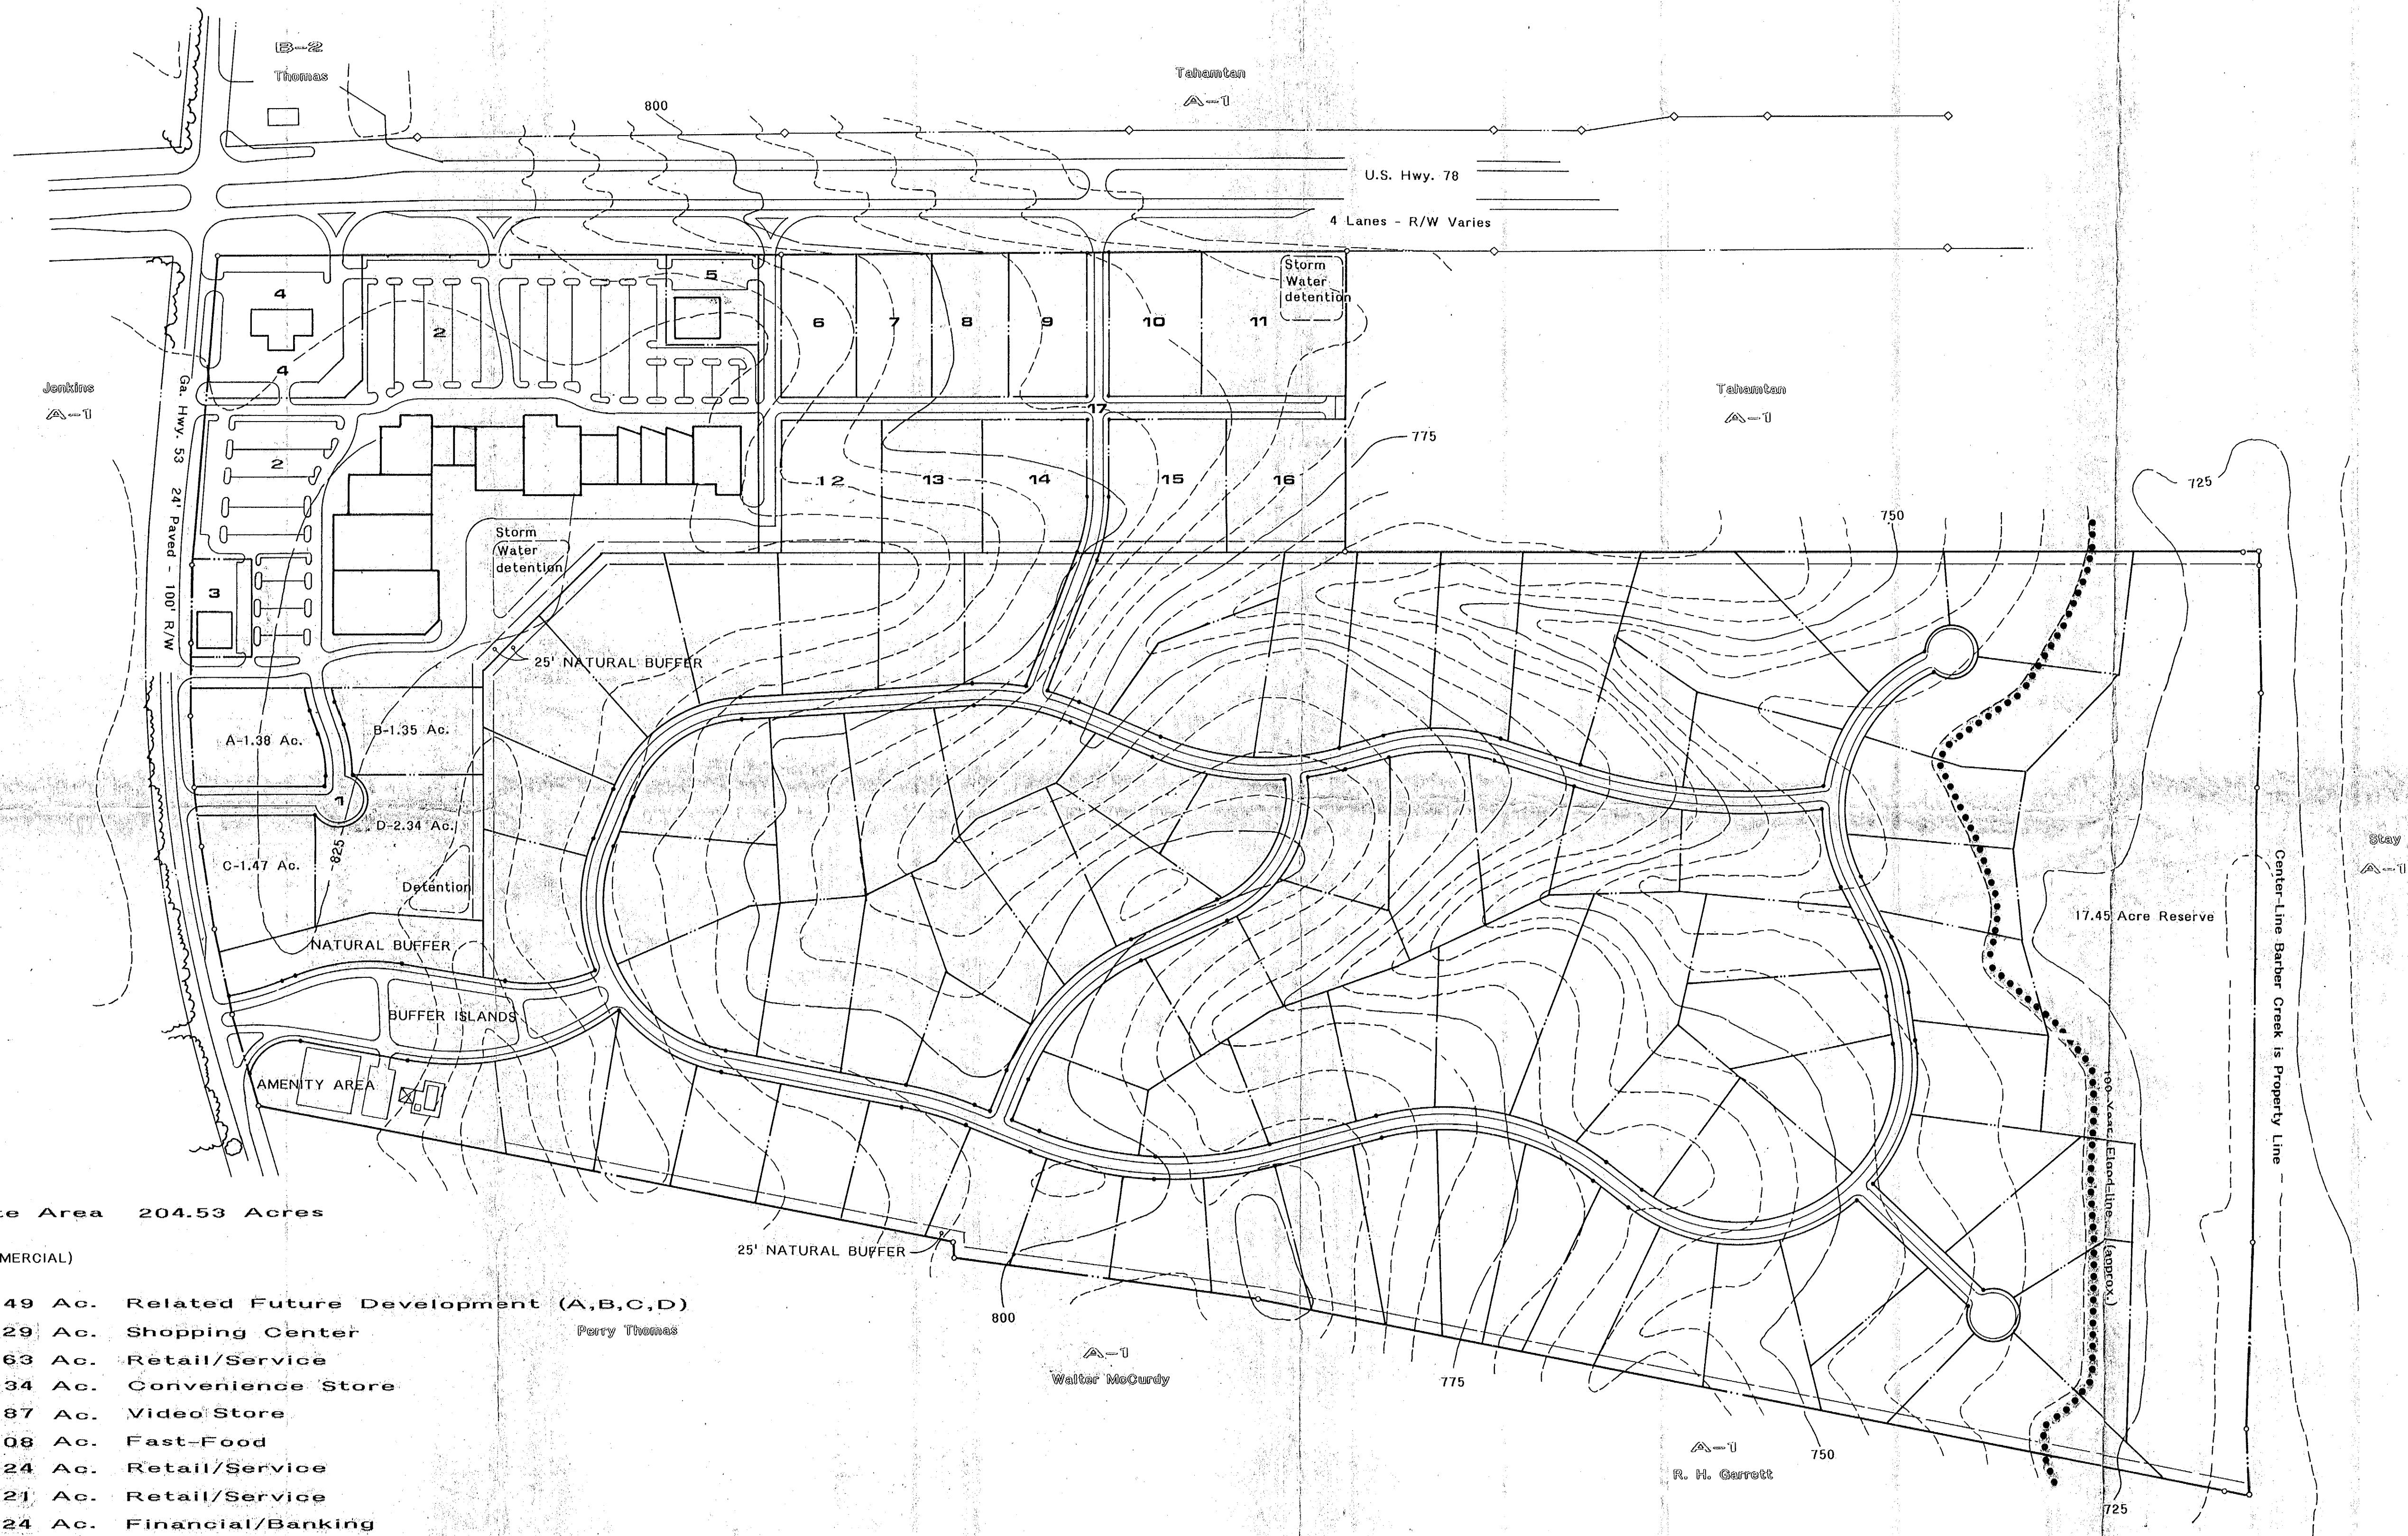 B-2
Thomas
Tahamtan
A-1
800
U.S. Hwy. 78
4 Lanes - R/W Varies
Storm
Water
detention
5
4
2
6
7
8
9
10
11
4
Jenkins
A-1
Ga. Hwy. 53 24' Paved - 100' R/W
Tahamtan
A-1
17
775
2
12
13
14
15
16
725
750
Storm
Water
detention
3
25' NATURAL BUFFER
A-1.38 Ac.
B-1.35 Ac.
1
D-2.34 Ac.
825
C-1.47 Ac.
Detention
Stay
A-1
17.45 Acre Reserve
Center-Line Barber Creek is Property Line
NATURAL BUFFER
BUFFER ISLANDS
AMENITY AREA
100 Year Flood-line (approx.)
te Area 204.53 Acres
25' NATURAL BUFFER
MERCIAL)
49 Ac. Related Future Development (A,B,C,D)
29 Ac. Shopping Center
63 Ac. Retail/Service
34 Ac. Convenience Store
87 Ac. Video Store
08 Ac. Fast-Food
24 Ac. Retail/Service
21 Ac. Retail/Service
24 Ac. Financial/Banking
Perry Thomas
800
A-1
Walter McCurdy
775
A-1
R. H. Garrett
750
725